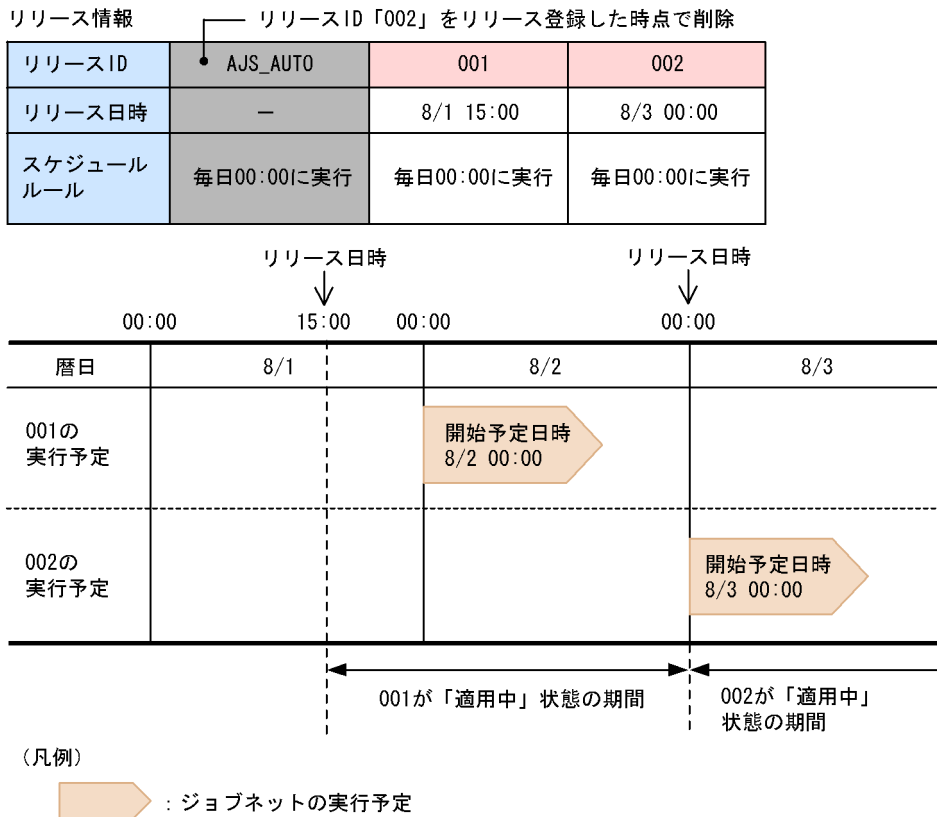 リリース情報
リリースID「002」をリリース登録した時点で削除
リリースID AJS_AUTO 001 002
リリース日時 － 8/1 15:00 8/3 00:00
スケジュール
ルール
毎日00:00に実行 毎日00:00に実行 毎日00:00に実行
リリース日時 リリース日時
00:00 15:00 00:00 00:00
暦日 8/1 8/2 8/3
001の
実行予定
開始予定日時
8/2 00:00
002の
実行予定
開始予定日時
8/3 00:00
001が「適用中」状態の期間
002が「適用中」
状態の期間
（凡例）
：ジョブネットの実行予定